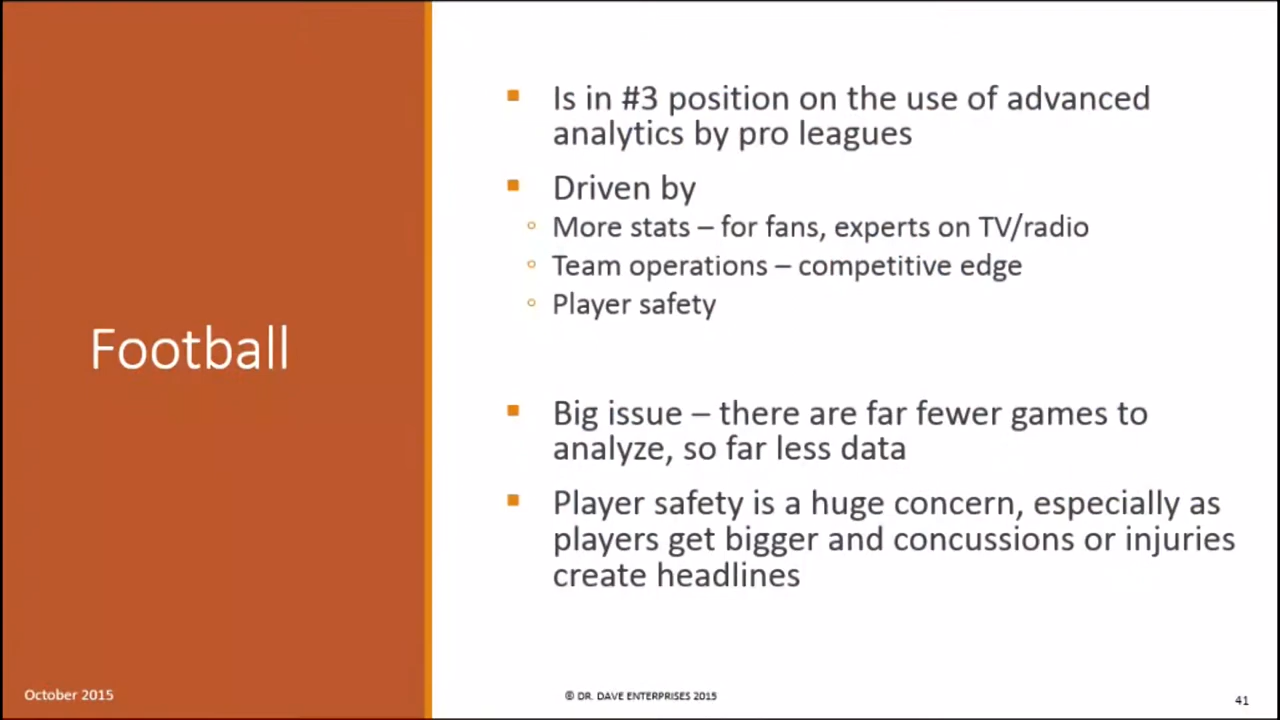 Football
Is in #3 position on the use of advanced
analytics by pro leagues
Driven by
More stats – for fans, experts on TV/radio
Team operations – competitive edge
Player safety
Big issue – there are far fewer games to
analyze, so far less data
Player safety is a huge concern, especially as
players get bigger and concussions or injuries
create headlines
October 2015
© DR. DAVE ENTERPRISES 2015
41